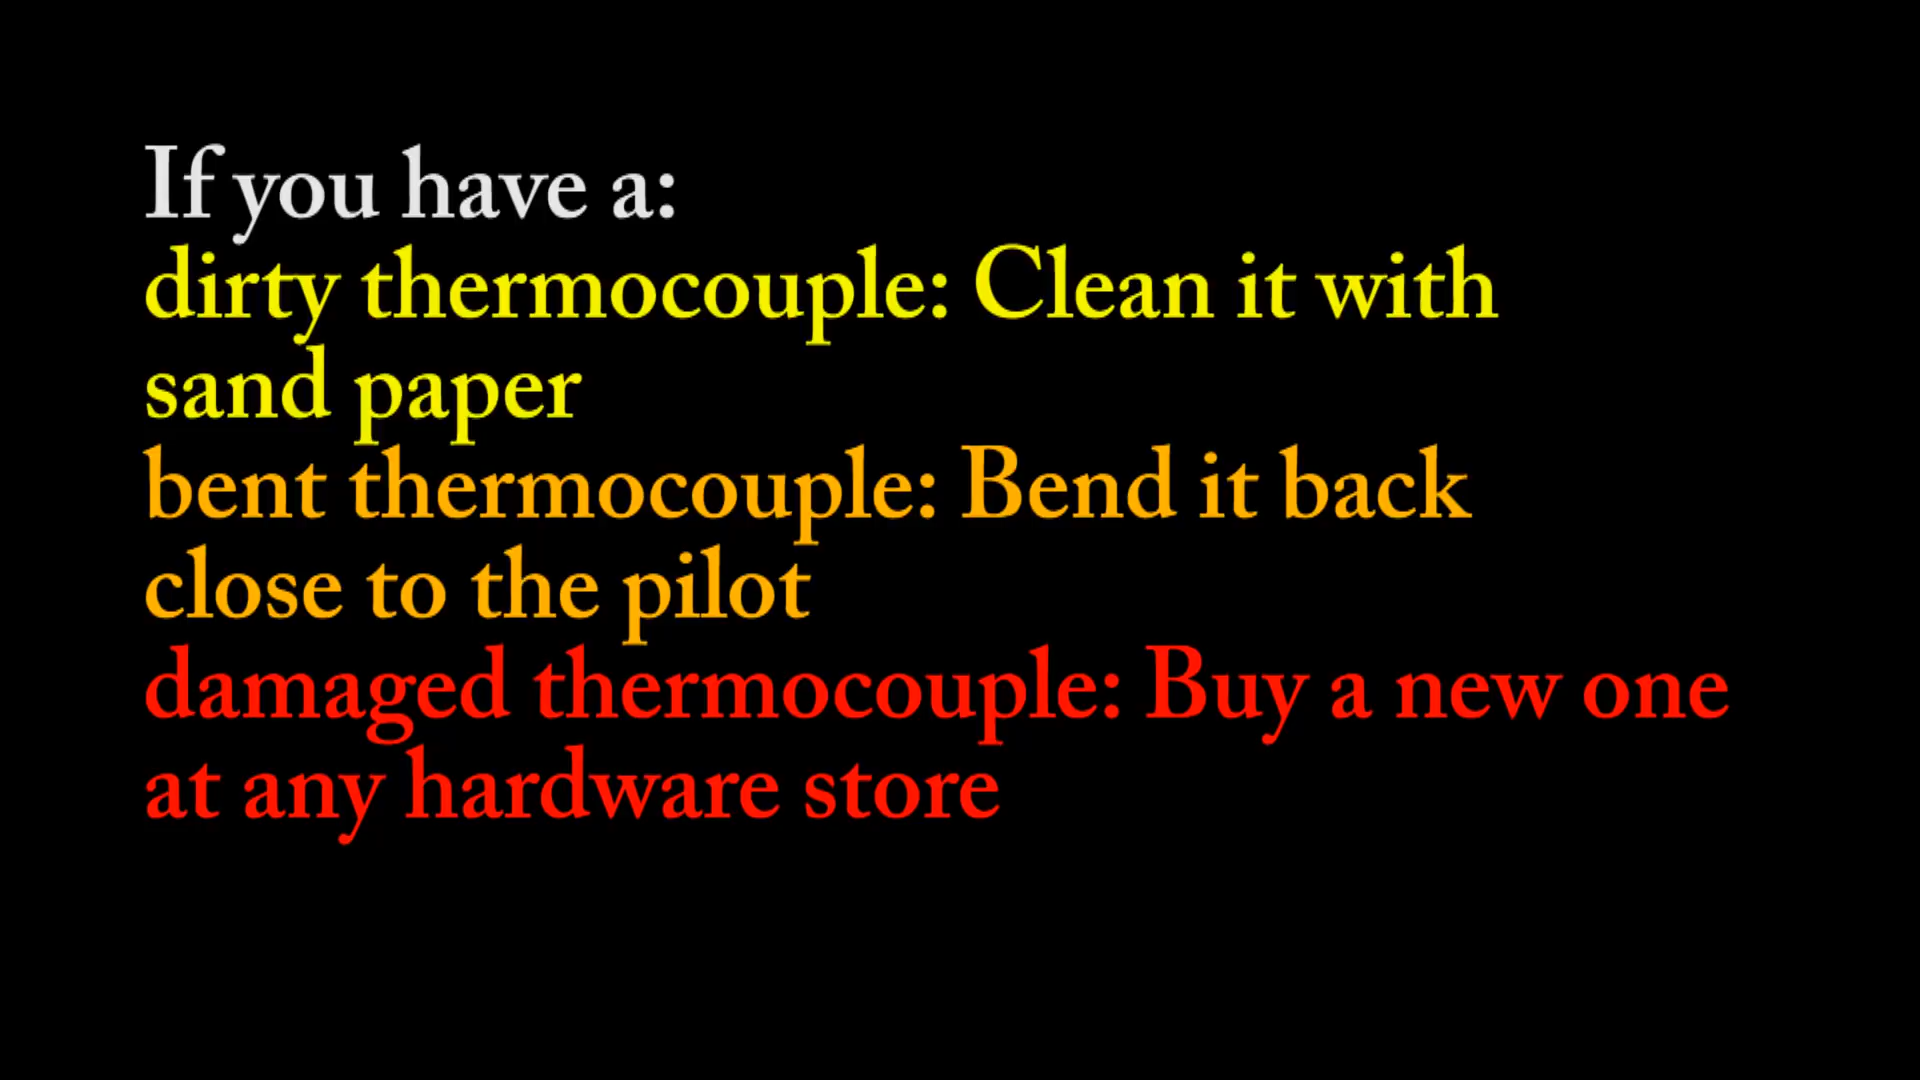 If you have a:
dirty thermocouple: Clean it with
sand paper
bent thermocouple: Bend it back
close to the pilot
damaged thermocouple: Buy a new one
at any hardware store